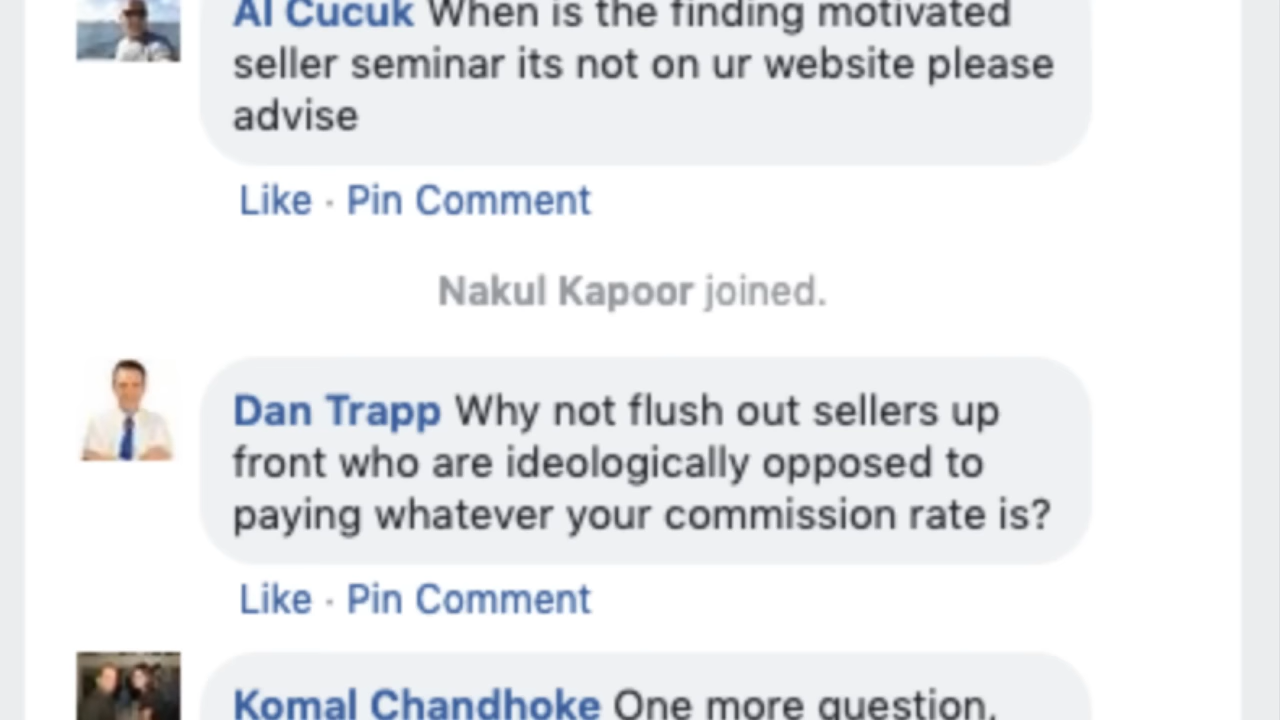 Al Cucuk When is the finding motivated
seller seminar its not on ur website please
advise
Like · Pin Comment
Nakul Kapoor joined.
Dan Trapp Why not flush out sellers up
front who are ideologically opposed to
paying whatever your commission rate is?
Like · Pin Comment
Komal Chandhoke One more question,